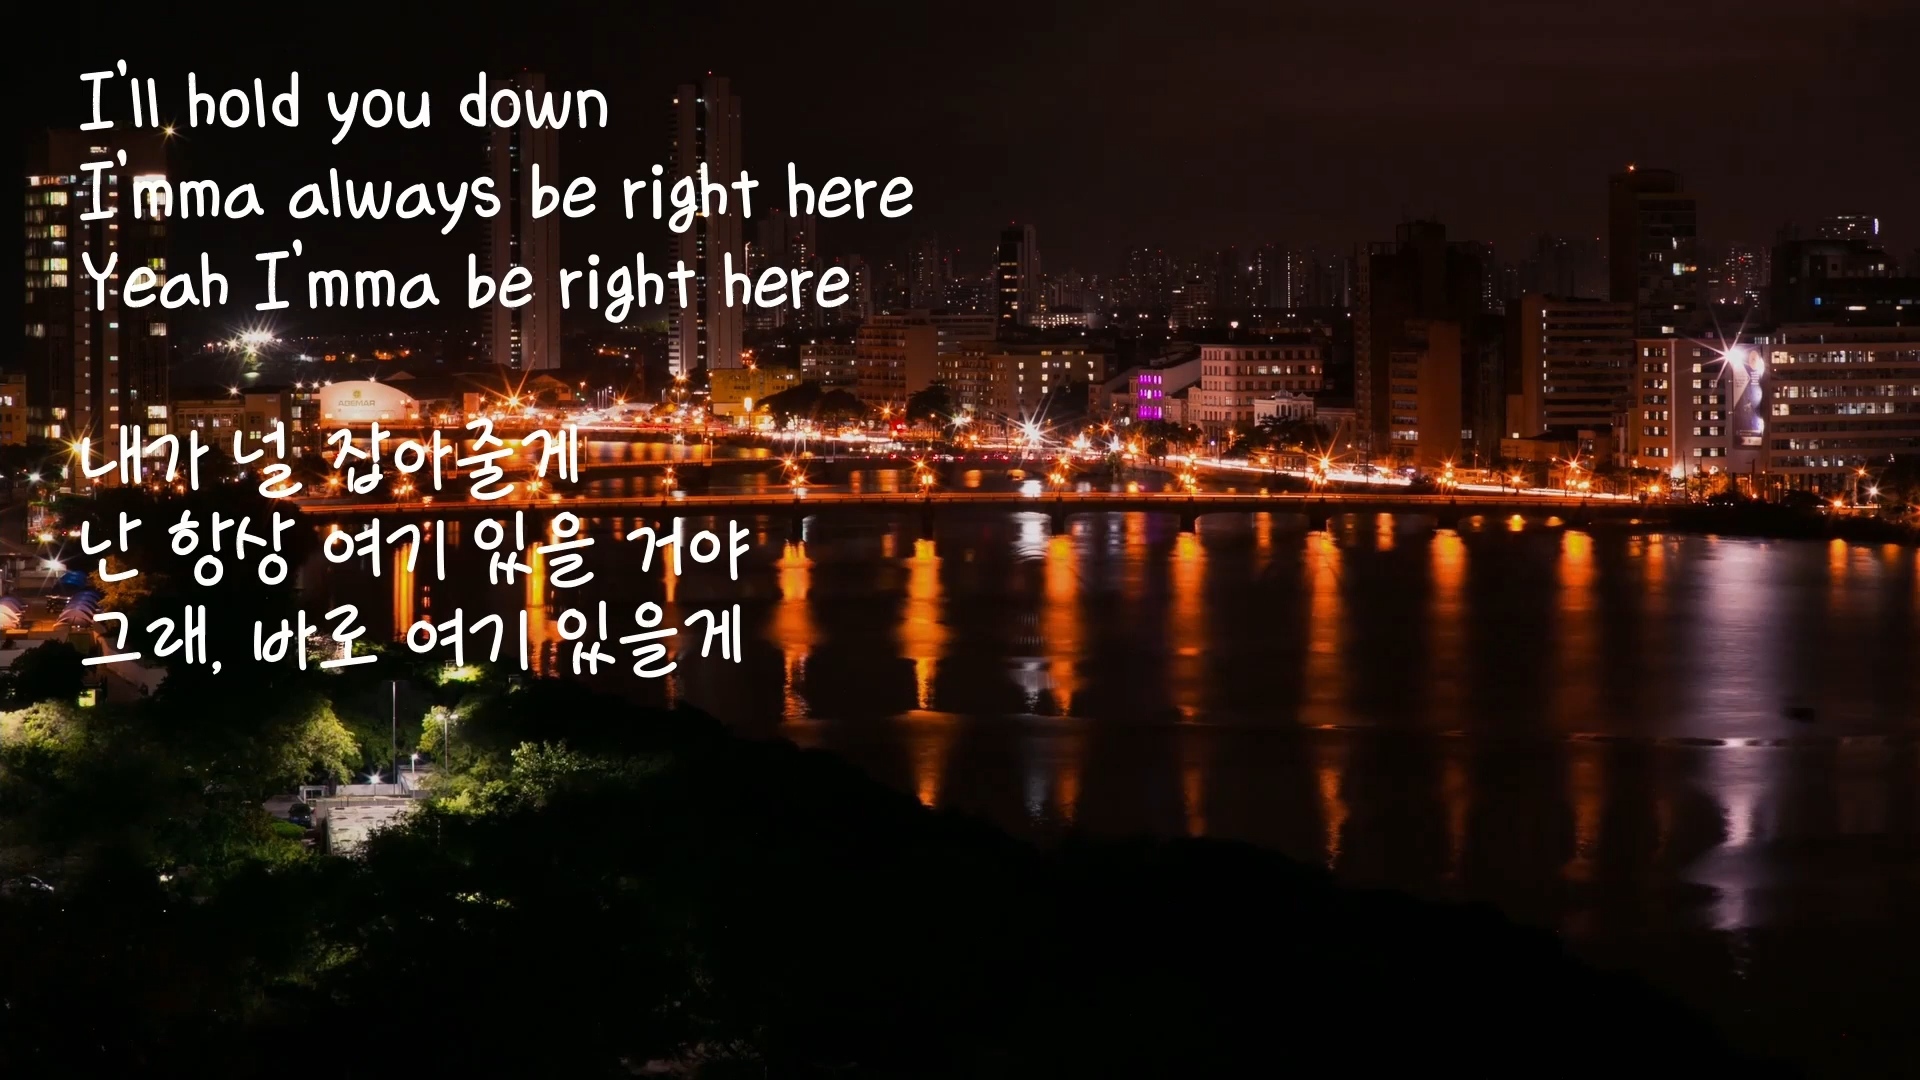 I'll hold you down
I'mma always be right here
Yeah I'mma be right here
내가 널 잡아줄게
난 항상 여기 있을 거야
그래, 바로 여기 있을게
ADEMAR